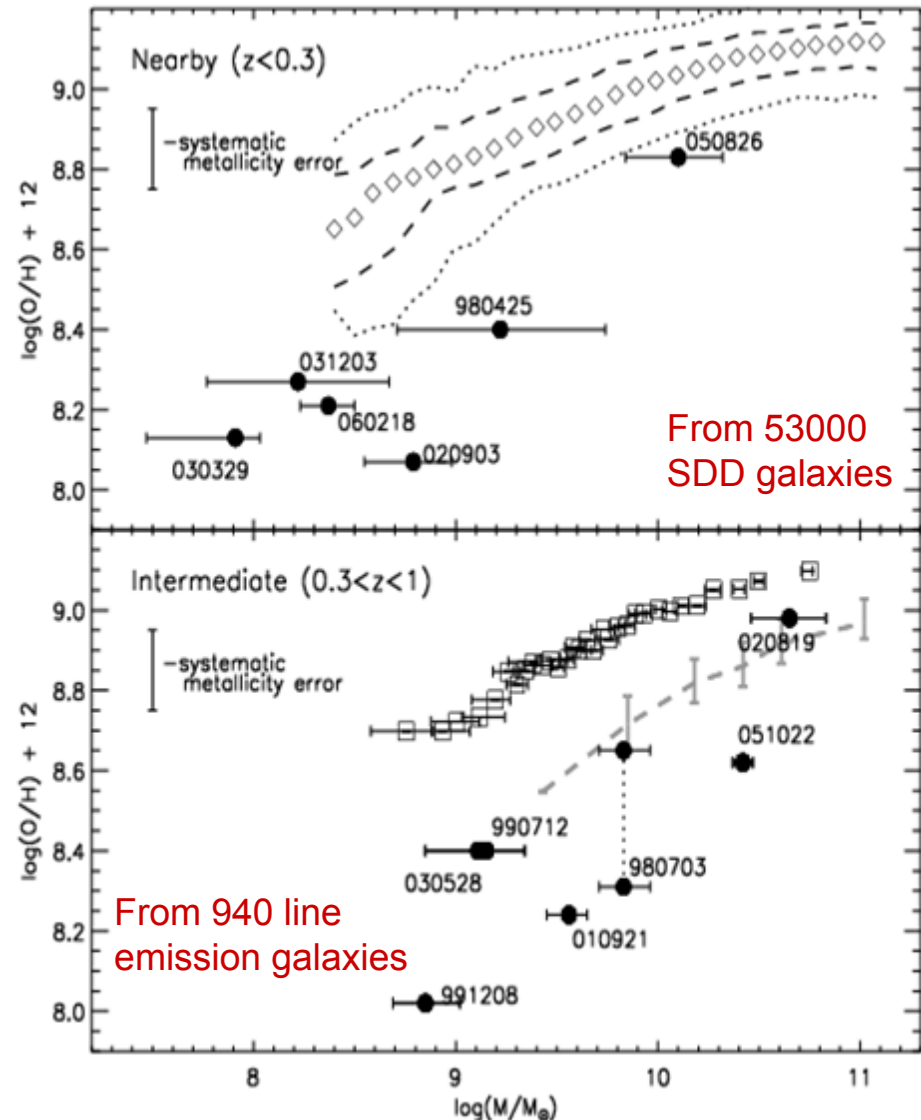 Nearby (z<0.3)
9.0
-systematic
metallicity error
8.8
050826
log(O/H) + 12
8.6
980425
8.4
031203
8.2
060218
From 53000
SDD galaxies
030329
020903
8.0
Intermediate (0.3<z<1)
9.0
020819
-systematic
metallicity error
8.8
051022
log(O/H) + 12
8.6
990712
8.4
030528
980703
From 940 line
emission galaxies
8.2
010921
991208
8.0
8 9 10 11
log(M/M⊙)